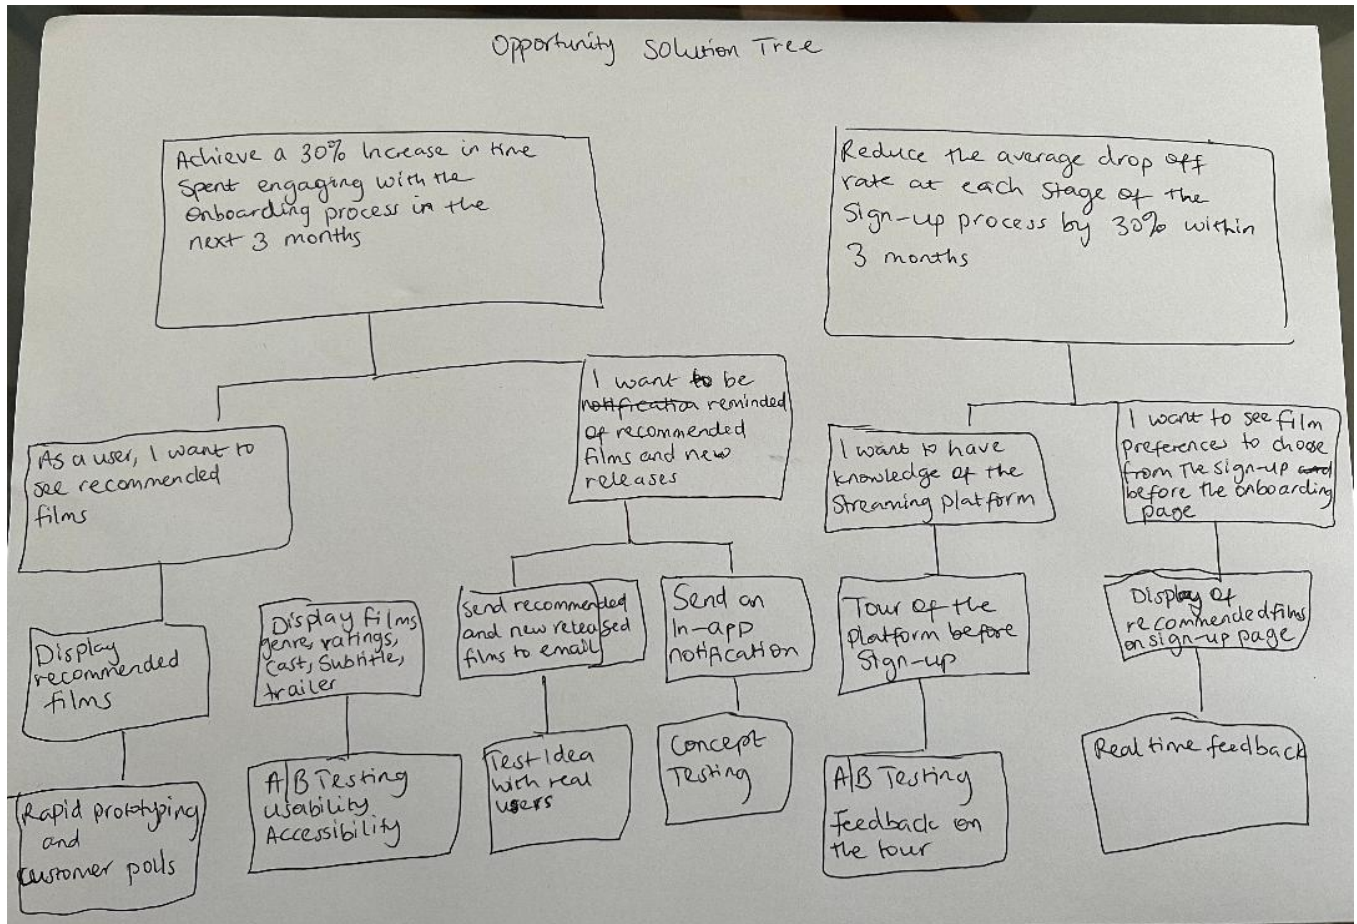 Opportunity Solution Tree
Achieve a 30% Increase in time
Spent engaging with the
onboarding process in the
next 3 months
Reduce the average drop off
rate at each stage of the
Sign-up process by 30% within
3 months
As a user, I want to
see recommended
films
I want to be
notification reminded
of recommended
films and new
releases
I want to have
knowledge of the
Streaming platform
I want to see film
preferences to choose
from the sign-up
before the onboarding
page
Display
recommended
films
Display films
genre, ratings,
Cast, Subtitle,
trailer
Send recommended
and new released
films to email
Send an
In-app
notification
Tour of the
platform before
Sign-up
Display of
recommended films
on sign-up page
Rapid prototyping
and
customer polls
A|B Testing
Usability
Accessibility
Test Idea
with real
users
Concept
Testing
A|B Testing
Feedback on
the tour
Real time feedback